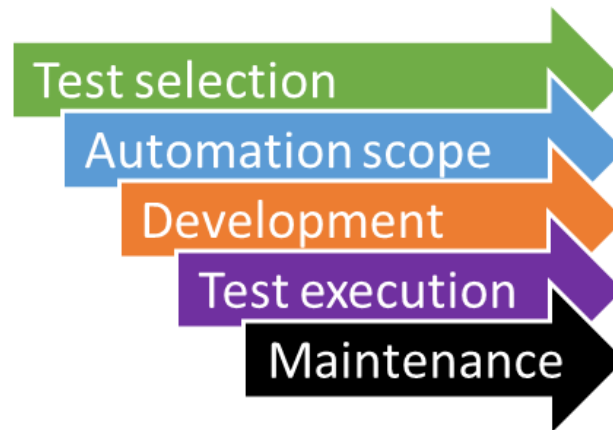 Test selection
Automation scope
Development
Test execution
Maintenance